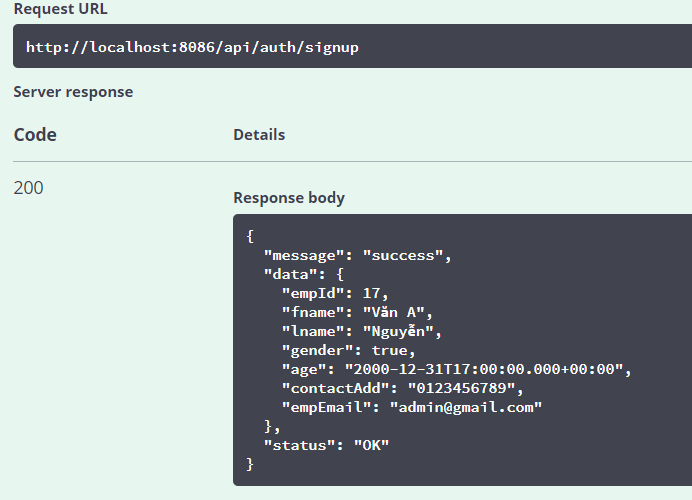 Request URL
http://localhost:8086/api/auth/signup
Server response
Code Details
200
Response body
{
  "message": "success",
  "data": {
    "empId": 17,
    "fname": "Văn A",
    "lname": "Nguyễn",
    "gender": true,
    "age": "2000-12-31T17:00:00.000+00:00",
    "contactAdd": "0123456789",
    "empEmail": "admin@gmail.com"
  },
  "status": "OK"
}